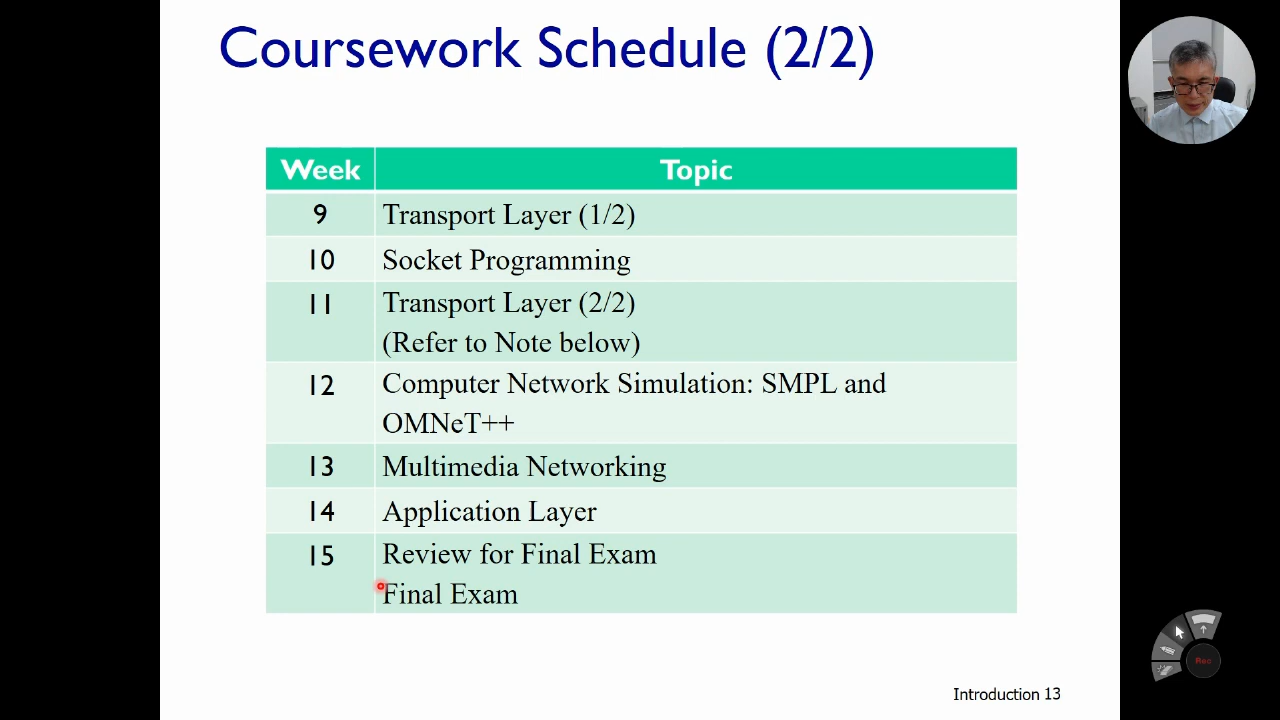 Coursework Schedule (2/2)
Week Topic
9 Transport Layer (1/2)
10 Socket Programming
11 Transport Layer (2/2)
(Refer to Note below)
12 Computer Network Simulation: SMPL and
OMNeT++
13 Multimedia Networking
14 Application Layer
15 Review for Final Exam
Final Exam
Rec
Introduction 13